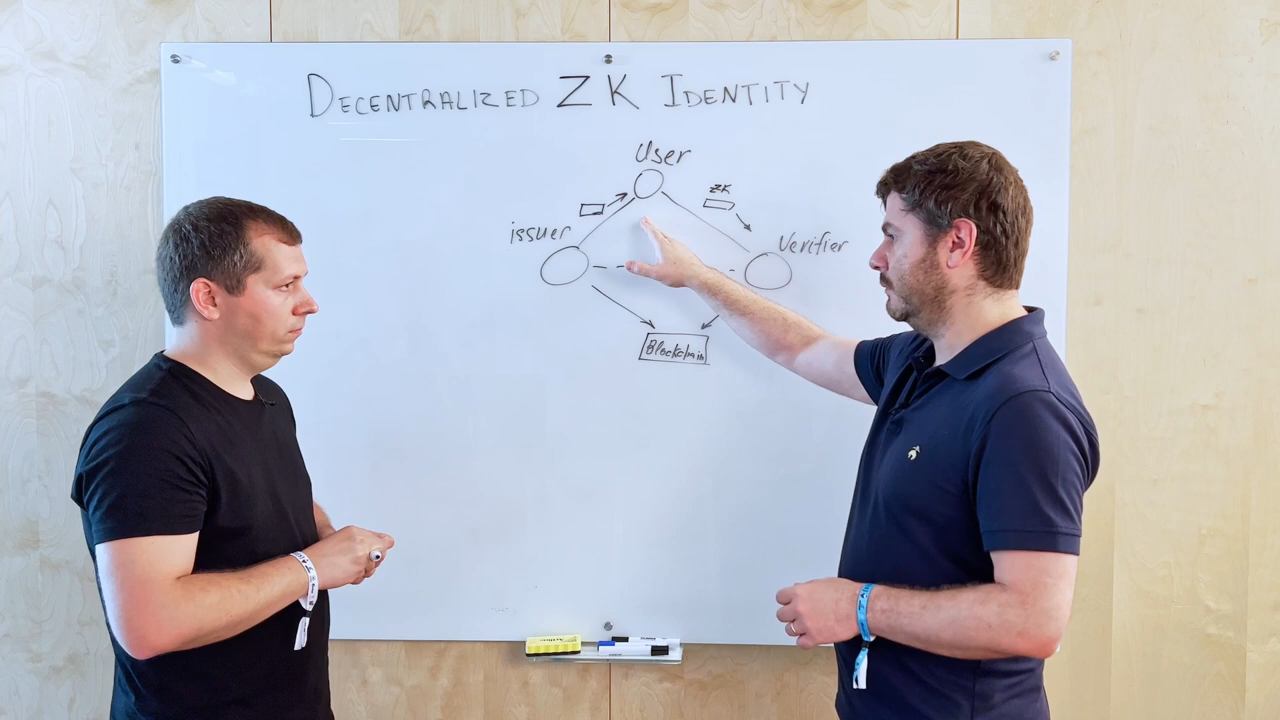 DECENTRALIZED ZK IDENTITY
User
ZK
issuer
Verifier
Blockchain